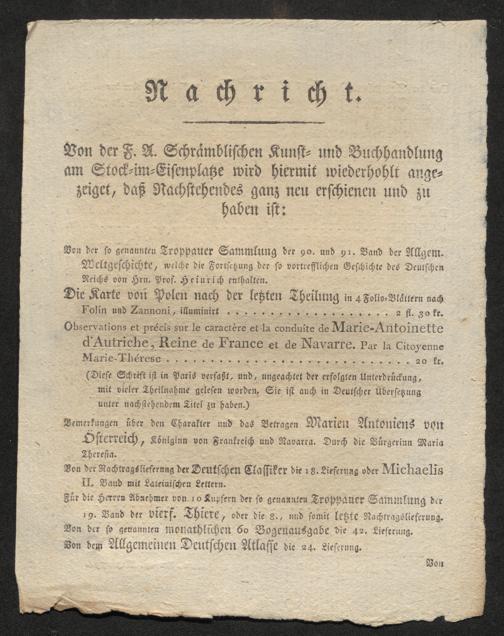 Nachricht.
Von der F. A. Schrämblischen Kunst- und Buchhandlung
am Stock-im-Eisenplatze wird hiermit wiederhohlt ange-
zeiget, daß Nachstehendes ganz neu erschienen und zu
haben ist:
Von der so genannten Troppauer Sammlung der 90. und 91. Band der Allgem.
Weltgeschichte, welche die Fortsetzung der so vortrefflichen Geschichte des Deutschen
Reichs von Hrn. Prof. Heinrich enthalten.
Die Karte von Polen nach der letzten Theilung in 4 Folio-Blättern nach
Folin und Zannoni, illuminirt . . . . . . . . . . . . . . . . 2 fl. 30 kr.
Observations et précis sur le caractère et la conduite de Marie-Antoinette
d'Autriche, Reine de France et de Navarre. Par la Citoyenne
Marie-Thérese . . . . . . . . . . . . . . . . . . . . . . . . . . 20 kr.
(Diese Schrift ist in Paris verfaßt, und, ungeachtet der erfolgten Unterdrückung,
mit vieler Theilnahme gelesen worden. Sie ist auch in Deutscher Übersetzung
unter nachstehendem Titel zu haben.)
Bemerkungen über den Charakter und das Betragen Marien Antoniens von
Österreich, Königinn von Frankreich und Navarra. Durch die Bürgerinn Maria
Theresia.
Von der Nachtragslieferung der Deutschen Classiker die 18. Lieferung oder Michaelis
II. Band mit Lateinischen Lettern.
Für die Herren Abnehmer von 10 Kupfern der so genannten Troppauer Sammlung der
19. Band der vierf. Thiere, oder die 8., und somit letzte Nachtragslieferung.
Von der so genannten monathlichen 60 Bogenausgabe die 42. Lieferung.
Von dem Allgemeinen Deutschen Atlasse die 24. Lieferung.
Von